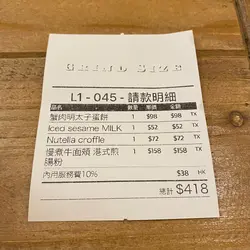 GRIND SIZE
L1 - 045 - 請款明細
品名 數量 單價 金額
蟹肉明太子蛋餅 1 $98 $98 TX
Iced sesame MILK 1 $52 $52 TX
Nutella croffle 1 $72 $72 TX
慢煮牛面頰 港式煎 1 $158 $158 TX
腸粉
內用服務費10% $38
總計 $418